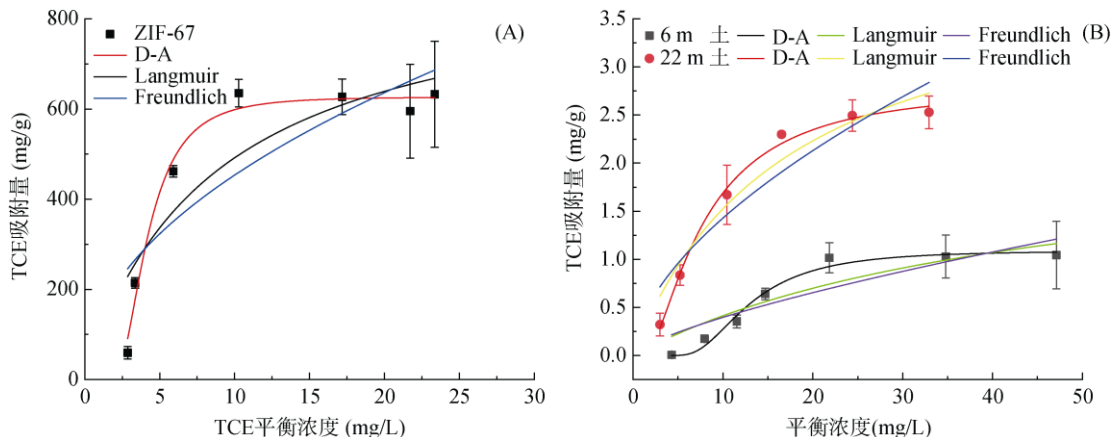 (A)
ZIF-67
D-A
Langmuir
Freundlich
TCE吸附量 (mg/g)
800
600
400
200
0
0 5 10 15 20 25 30
TCE平衡浓度 (mg/L)
(B)
6 m 土 D-A Langmuir Freundlich
22 m 土 D-A Langmuir Freundlich
TCE吸附量 (mg/g)
3.5
3.0
2.5
2.0
1.5
1.0
0.5
0.0
0 10 20 30 40 50
平衡浓度 (mg/L)